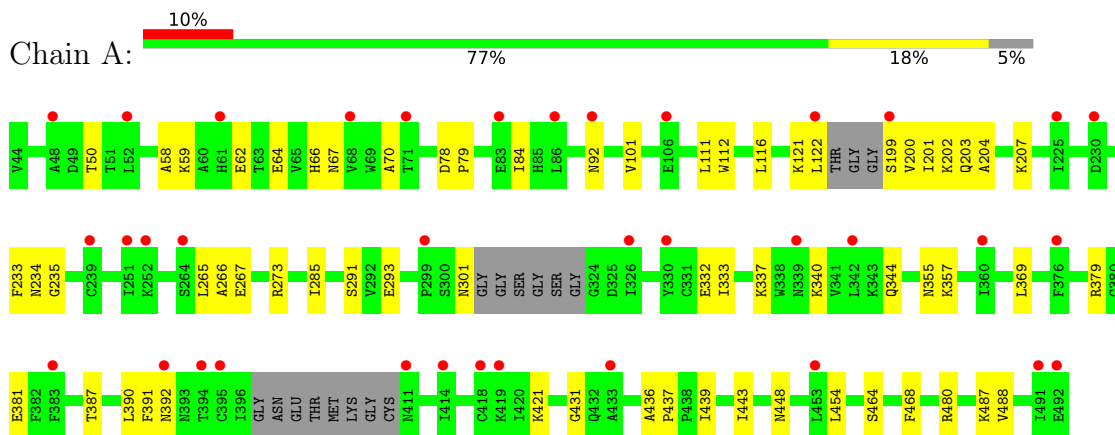 10%
Chain A:
77% 18% 5%
V44 A48 D49 T50 T51 L52 A58 K59 A60 H61 E62 T63 E64 V65 H66 N67 V68 W69 A70 T71 D78 P79 E83 I84 H85 L86 N92 V101 E106 L111 W112 L116 K121 L122 THR GLY GLY S199 V200 I201 K202 Q203 A204 K207 I225 D230
F233 N234 G235 C239 I251 K252 S264 L265 A266 E267 R273 I285 S291 V292 E293 P299 S300 N301 GLY GLY SER GLY SER GLY G324 D325 I326 Y330 C331 E332 I333 K337 W338 N339 K340 V341 L342 K343 Q344 N355 K357 I360 L369 F376 R379 G380
E381 F382 F383 T387 L390 F391 N392 N393 T394 C395 I396 GLY ASN GLU THR MET LYS GLY CYS N411 I414 C418 K419 I420 K421 G431 Q432 A433 A436 P437 P438 I439 I443 N448 L453 L454 S464 F468 R480 K487 V488 I491 E492